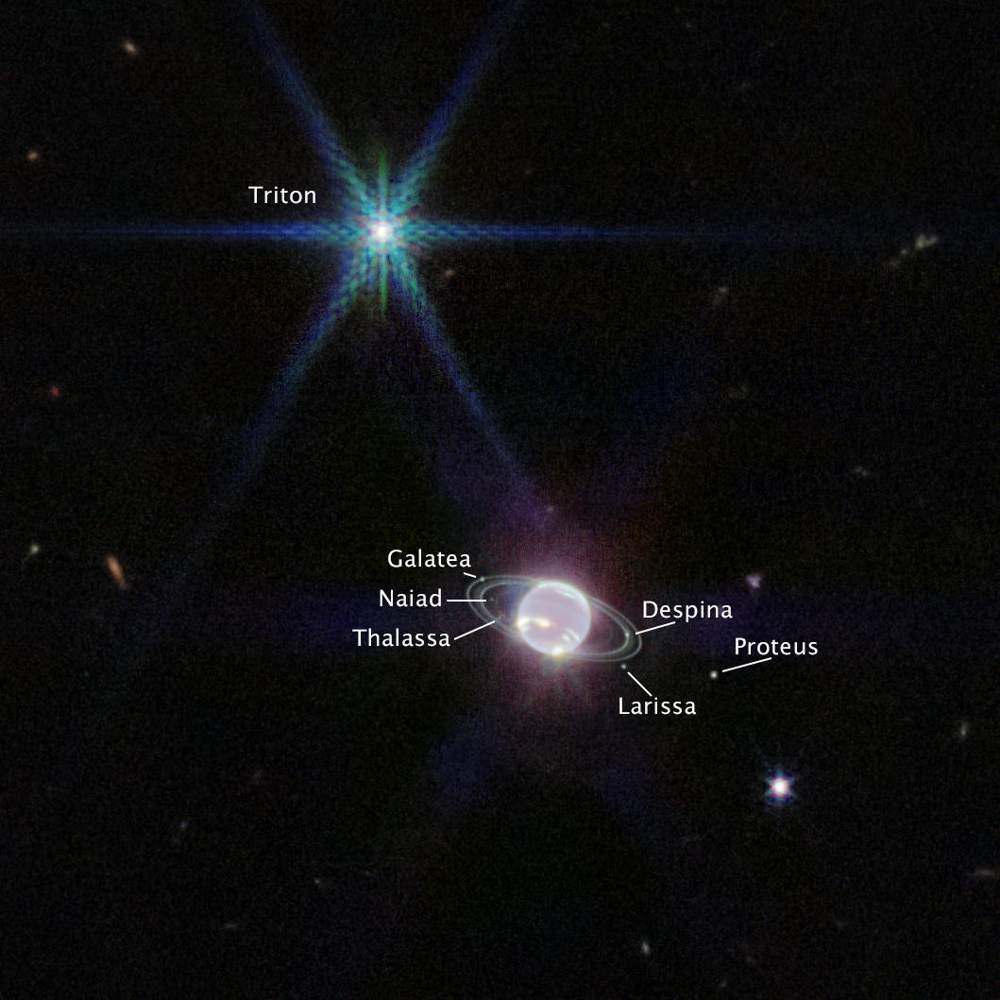 Triton
Galatea
Naiad
Thalassa
Despina
Proteus
Larissa